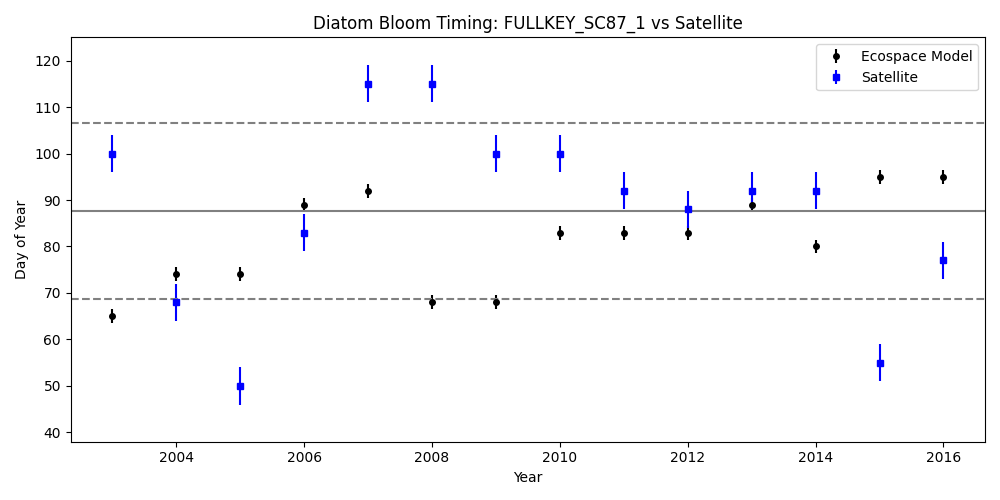 Diatom Bloom Timing: FULLKEY_SC87_1 vs Satellite
Ecospace Model
Satellite
Day of Year
120
110
100
90
80
70
60
50
40
2004 2006 2008 2010 2012 2014 2016
Year